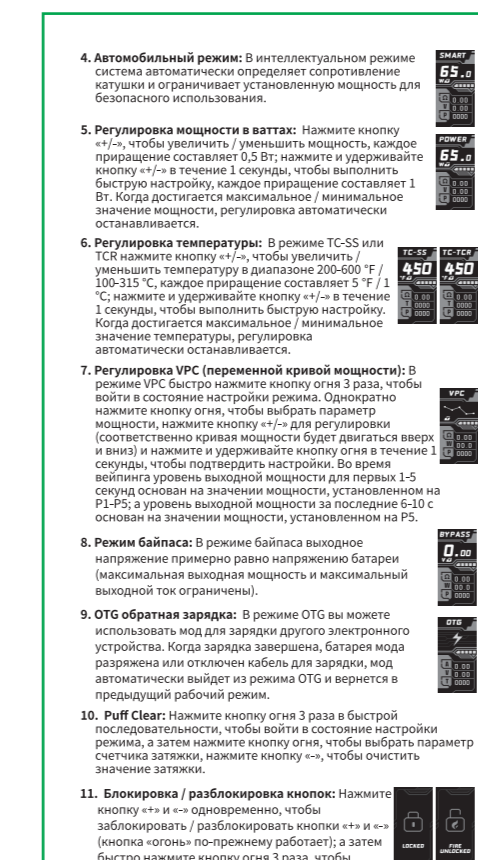 4. Автомобильный режим: В интеллектуальном режиме
система автоматически определяет сопротивление
катушки и ограничивает установленную мощность для
безопасного использования.
SMART
65.0
5. Регулировка мощности в ваттах: Нажмите кнопку
«+/-», чтобы увеличить / уменьшить мощность, каждое
приращение составляет 0,5 Вт; нажмите и удерживайте
кнопку «+/-» в течение 1 секунды, чтобы выполнить
быструю настройку, каждое приращение составляет 1
Вт. Когда достигается максимальное / минимальное
значение мощности, регулировка автоматически
останавливается.
POWER
65.0
6. Регулировка температуры: В режиме TC-SS или
TCR нажмите кнопку «+/-», чтобы увеличить /
уменьшить температуру в диапазоне 200-600 °F /
100-315 °C, каждое приращение составляет 5 °F / 1
°C; нажмите и удерживайте кнопку «+/-» в течение
1 секунды, чтобы выполнить быструю настройку.
Когда достигается максимальное / минимальное
значение температуры, регулировка
автоматически останавливается.
TC-SS TC-TCR
450 450
7. Регулировка VPC (переменной кривой мощности): В
режиме VPC быстро нажмите кнопку огня 3 раза, чтобы
войти в состояние настройки режима. Однократно
нажмите кнопку огня, чтобы выбрать параметр
мощности, нажмите кнопку «+/-» для регулировки
(соответственно кривая мощности будет двигаться вверх
и вниз) и нажмите и удерживайте кнопку огня в течение 1
секунды, чтобы подтвердить настройки. Во время
вейпинга уровень выходной мощности для первых 1-5
секунд основан на значении мощности, установленном на
P1-P5; а уровень выходной мощности за последние 6-10 с
основан на значении мощности, установленном на P5.
VPC
8. Режим байпаса: В режиме байпаса выходное
напряжение примерно равно напряжению батареи
(максимальная выходная мощность и максимальный
выходной ток ограничены).
BYPASS
0.00
9. OTG обратная зарядка: В режиме OTG вы можете
использовать мод для зарядки другого электронного
устройства. Когда зарядка завершена, батарея мода
разряжена или отключен кабель для зарядки, мод
автоматически выйдет из режима OTG и вернется в
предыдущий рабочий режим.
OTG
10. Puff Clear: Нажмите кнопку огня 3 раза в быстрой
последовательности, чтобы войти в состояние настройки
режима, а затем нажмите кнопку огня, чтобы выбрать параметр
счетчика затяжки, нажмите кнопку «-», чтобы очистить
значение затяжки.
11. Блокировка / разблокировка кнопок: Нажмите
кнопку «+» и «-» одновременно, чтобы
заблокировать / разблокировать кнопки «+» и «-»
(кнопка «огонь» по-прежнему работает); а затем
быстро нажмите кнопку огня 3 раза, чтобы
LOCKED
FIRE
UNLOCKED